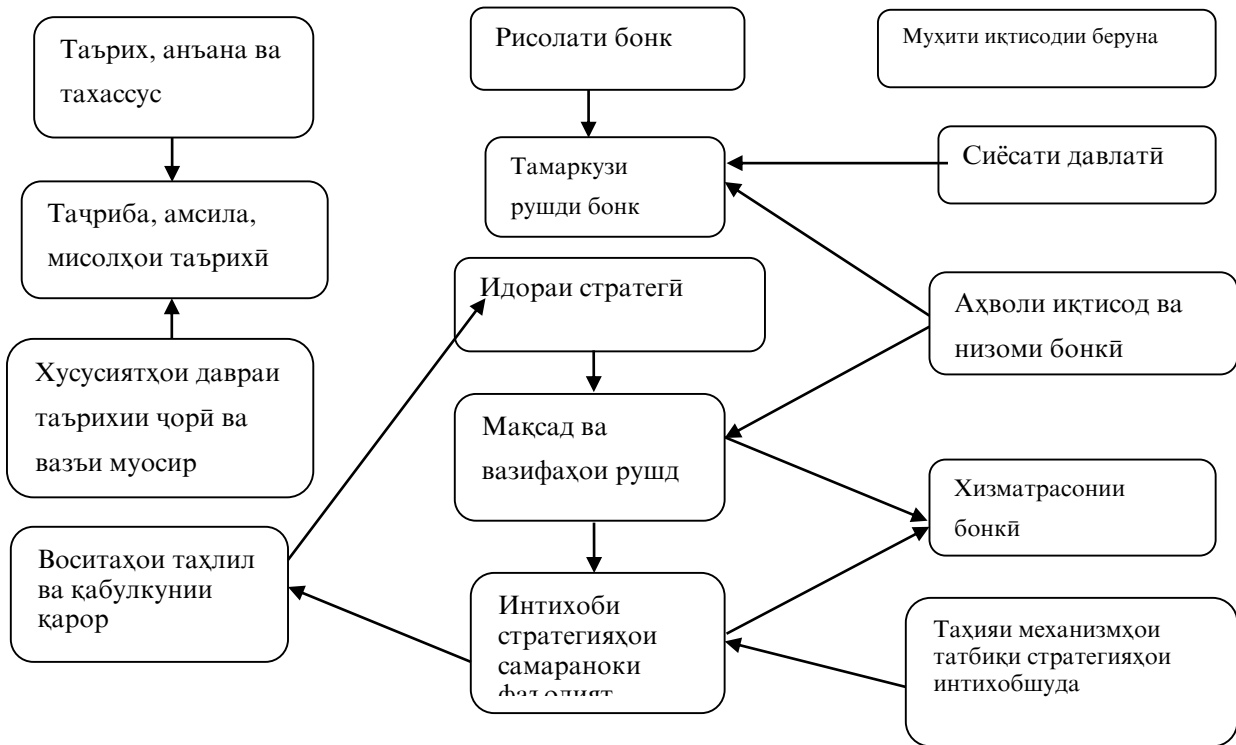 Таърих, анъана ва
тахассус
Рисолати бонк
Муҳити иқтисодии беруна
Таҷриба, амсила,
мисолҳои таърихӣ
Тамаркузи
рушди бонк
Сиёсати давлатӣ
Идораи стратегӣ
Аҳволи иқтисод ва
низоми бонкӣ
Хусусиятҳои давраи
таърихии ҷорӣ ва
вазъи муосир
Мақсад ва
вазифаҳои рушд
Хизматрасонии
бонкӣ
Воситаҳои таҳлил
ва қабулкунии
қарор
Интихоби
стратегияҳои
самараноки
фаъолият
Таҳияи механизмҳои
татбиқи стратегияҳои
интихобшуда